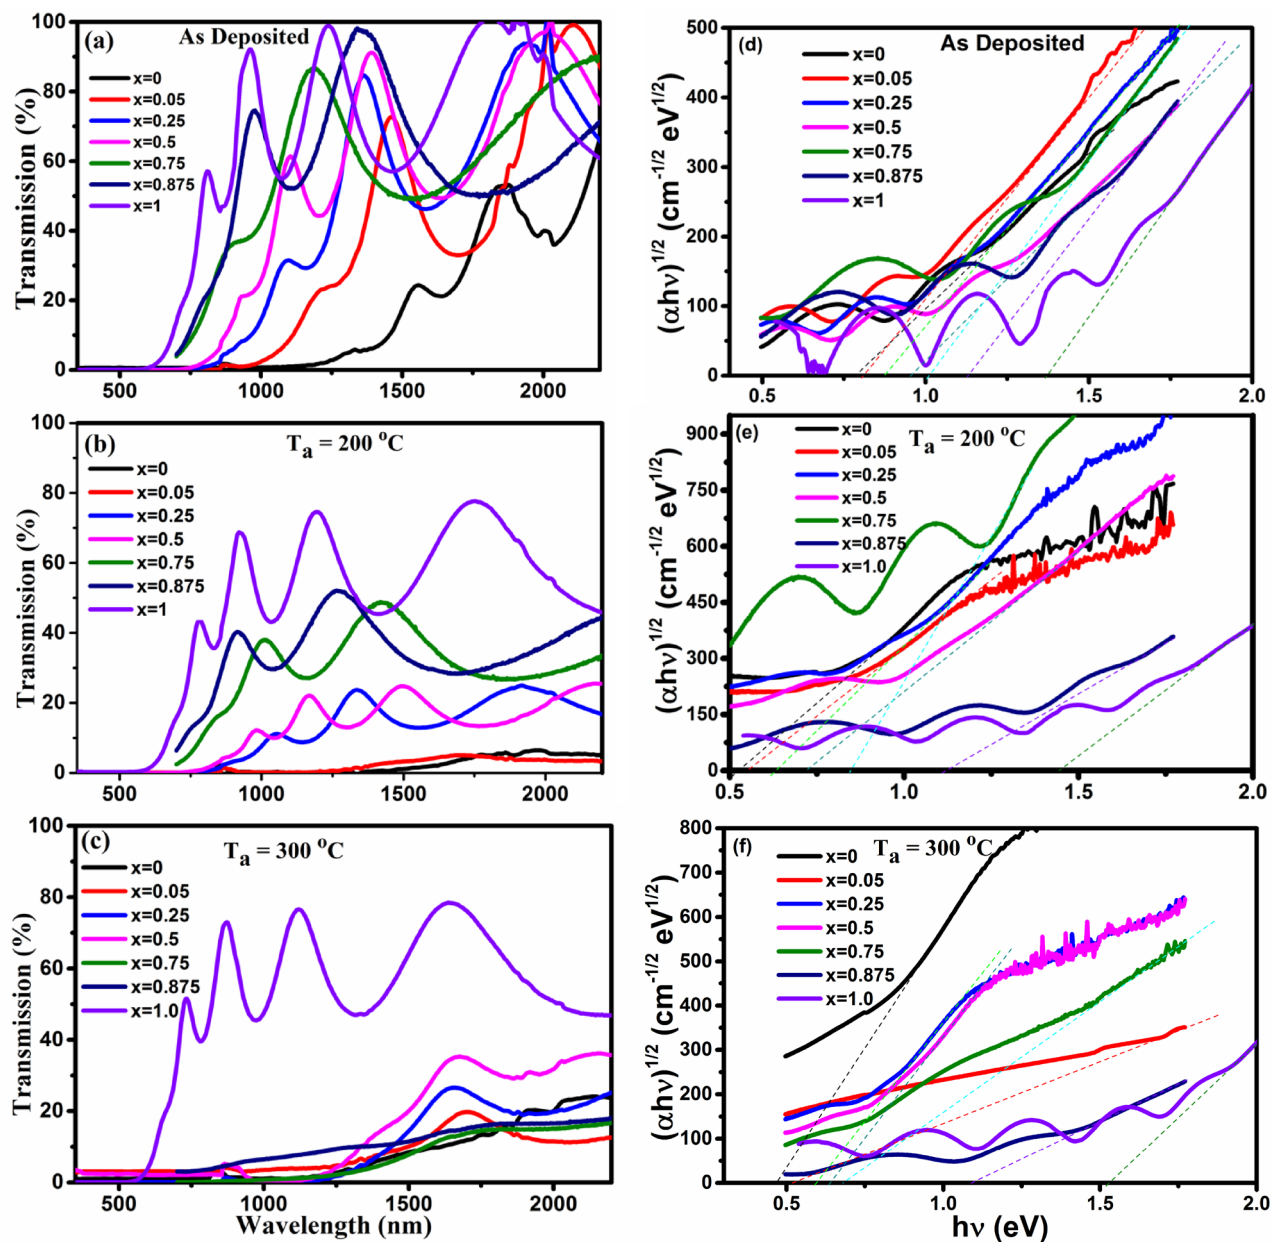 (a)
As Deposited
x=0
x=0.05
x=0.25
x=0.5
x=0.75
x=0.875
x=1
Transmission (%)
100
80
60
40
20
0
500
1000
1500
2000
(d)
As Deposited
x=0
x=0.05
x=0.25
x=0.5
x=0.75
x=0.875
x=1
(αhν)1/2 (cm-1/2 eV1/2)
500
400
300
200
100
0
0.5
1.0
1.5
2.0
(b)
Ta = 200 oC
x=0
x=0.05
x=0.25
x=0.5
x=0.75
x=0.875
x=1
Transmission (%)
100
80
60
40
20
0
500
1000
1500
2000
(e)
Ta = 200 oC
x=0
x=0.05
x=0.25
x=0.5
x=0.75
x=0.875
x=1.0
(αhν)1/2 (cm-1/2 eV1/2)
900
750
600
450
300
150
0
0.5
1.0
1.5
2.0
(c)
Ta = 300 oC
x=0
x=0.05
x=0.25
x=0.5
x=0.75
x=0.875
x=1.0
Transmission (%)
100
80
60
40
20
0
500
1000
1500
2000
Wavelength (nm)
(f)
Ta = 300 oC
x=0
x=0.05
x=0.25
x=0.5
x=0.75
x=0.875
x=1.0
(αhν)1/2 (cm-1/2 eV1/2)
800
700
600
500
400
300
200
100
0
0.5
1.0
1.5
2.0
hν (eV)